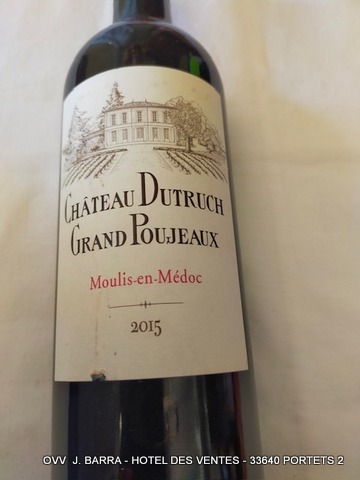 CHÂTEAU DUTRUCH
GRAND POUJEAUX
Moulis-en-Médoc
2015
OVV J. BARRA - HOTEL DES VENTES - 33640 PORTETS 2